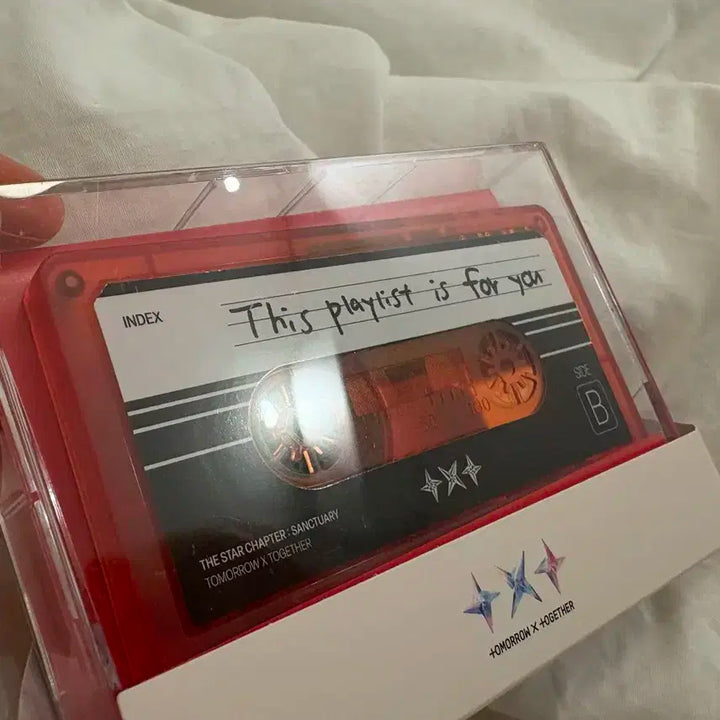 INDEX
This playlist is for you
SIDE
B
THE STAR CHAPTER : SANCTUARY
TOMORROW X TOGETHER
TOMORROW X TOGETHER